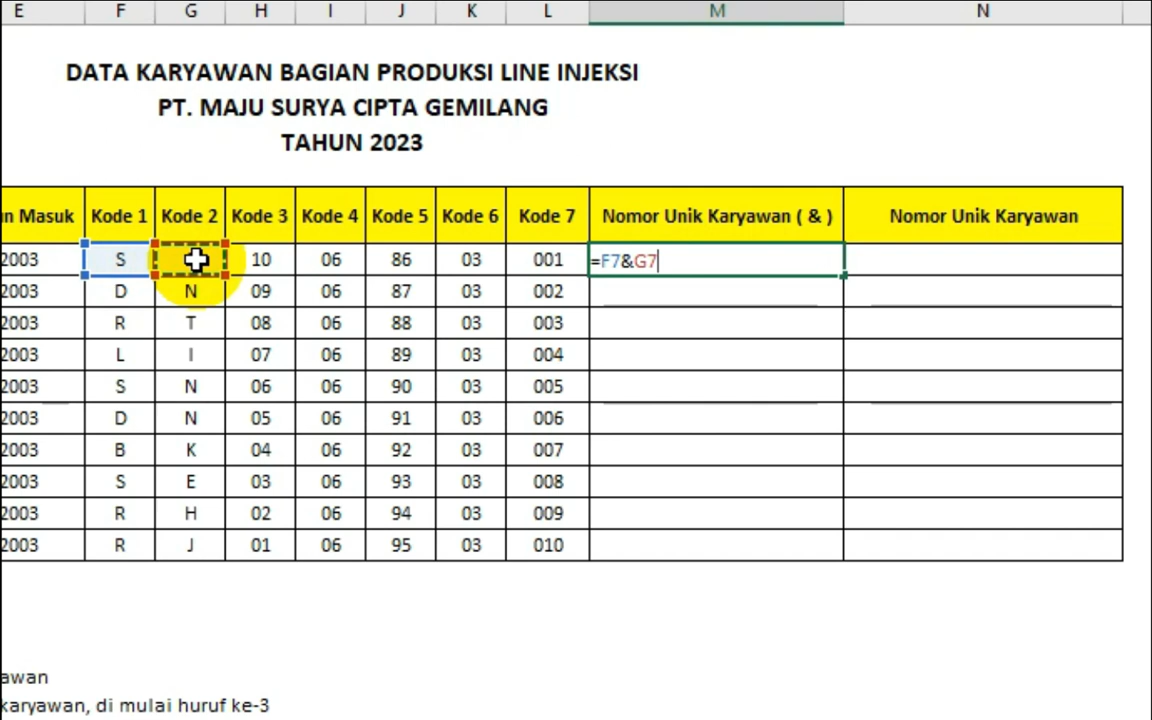 E F G H I J K L M N
DATA KARYAWAN BAGIAN PRODUKSI LINE INJEKSI
PT. MAJU SURYA CIPTA GEMILANG
TAHUN 2023
n Masuk Kode 1 Kode 2 Kode 3 Kode 4 Kode 5 Kode 6 Kode 7 Nomor Unik Karyawan ( & ) Nomor Unik Karyawan
2003 S 10 06 86 03 001 =F7&G7
2003 D N 09 06 87 03 002
2003 R T 08 06 88 03 003
2003 L I 07 06 89 03 004
2003 S N 06 06 90 03 005
2003 D N 05 06 91 03 006
2003 B K 04 06 92 03 007
2003 S E 03 06 93 03 008
2003 R H 02 06 94 03 009
2003 R J 01 06 95 03 010
awan
karyawan, di mulai huruf ke-3